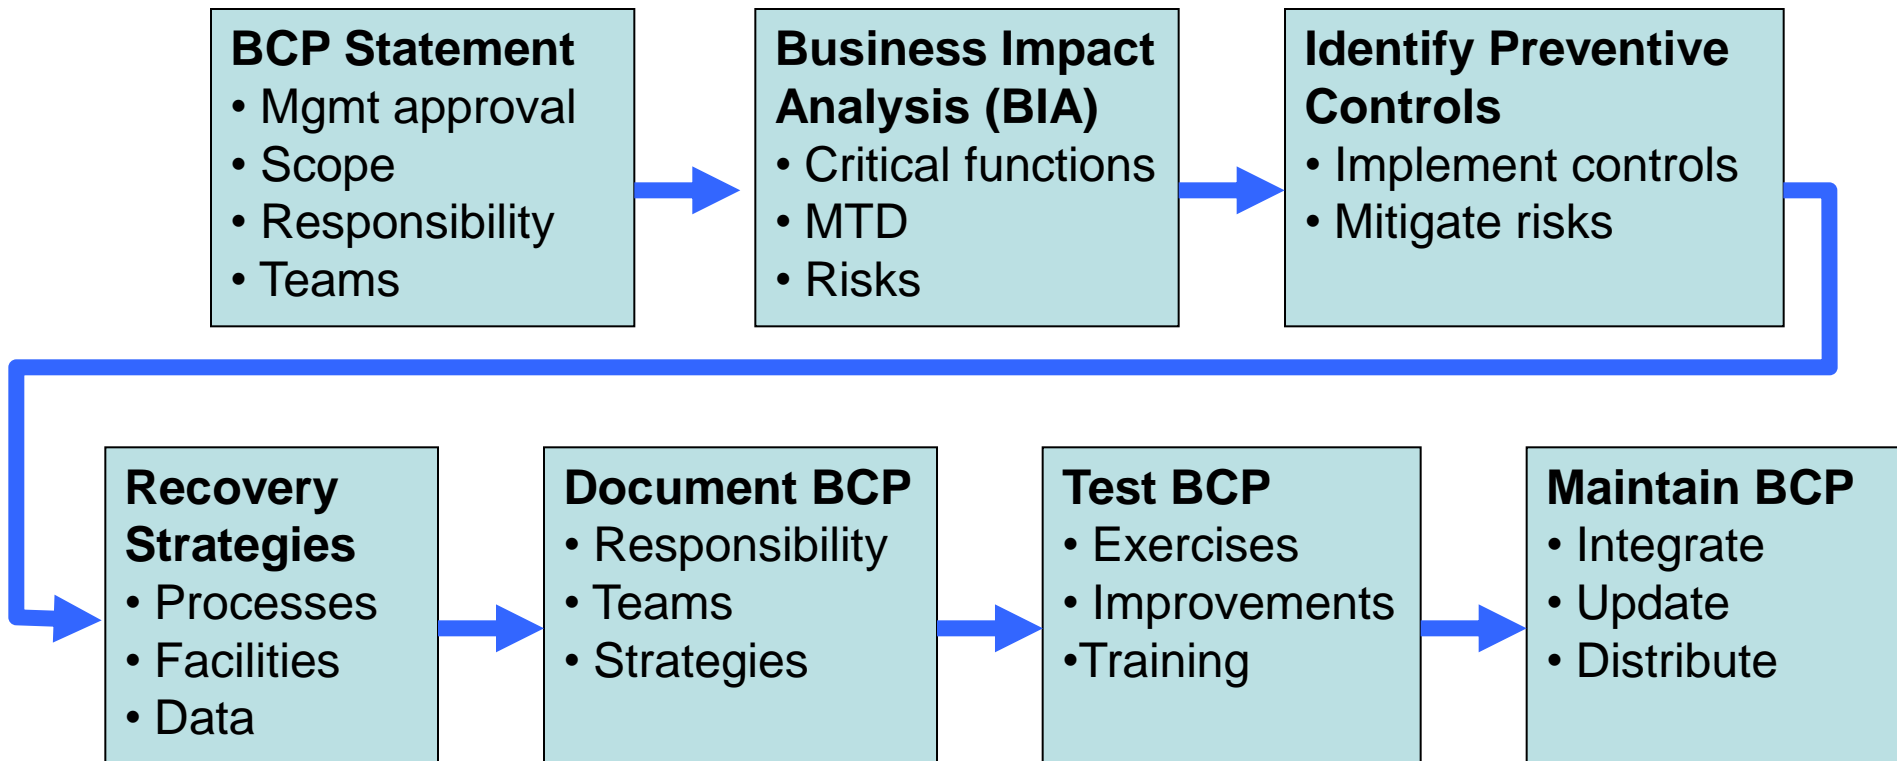 BCP Statement
• Mgmt approval
• Scope
• Responsibility
• Teams
Business Impact
Analysis (BIA)
• Critical functions
• MTD
• Risks
Identify Preventive
Controls
• Implement controls
• Mitigate risks
Recovery
Strategies
• Processes
• Facilities
• Data
Document BCP
• Responsibility
• Teams
• Strategies
Test BCP
• Exercises
• Improvements
•Training
Maintain BCP
• Integrate
• Update
• Distribute